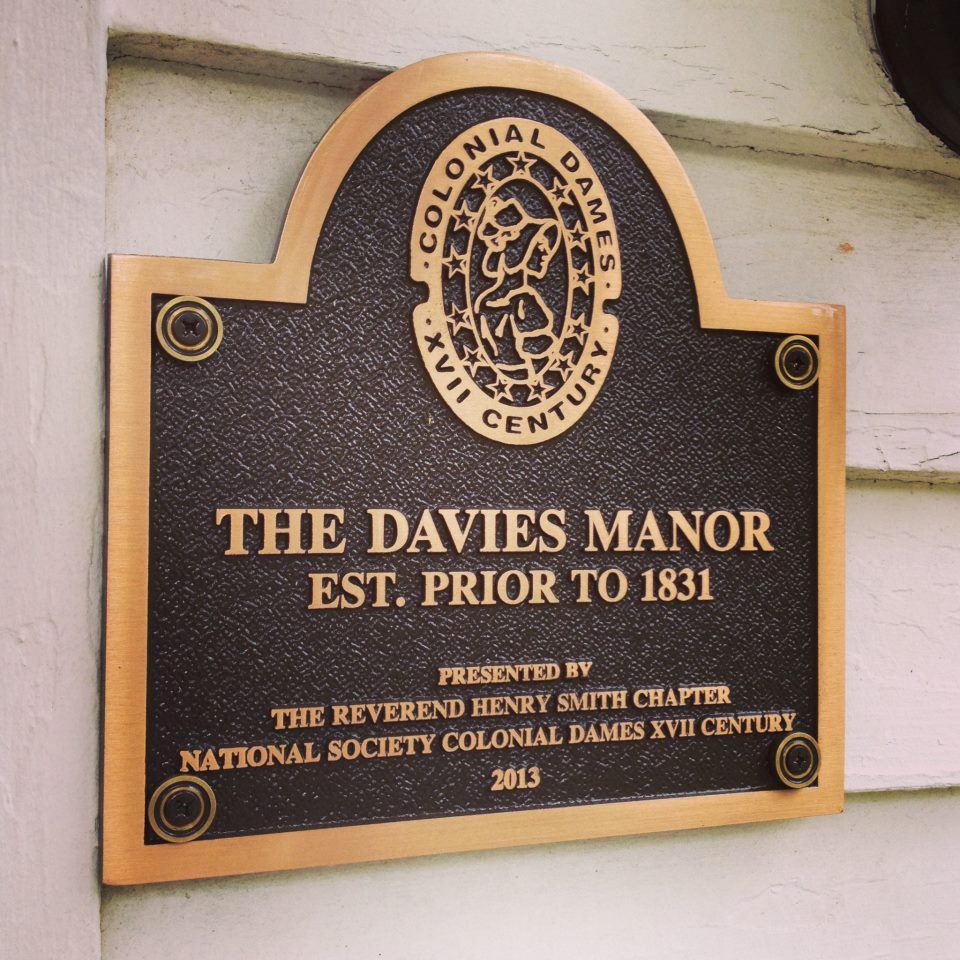 COLONIAL DAMES
XVII CENTURY
THE DAVIES MANOR
EST. PRIOR TO 1831
PRESENTED BY
THE REVEREND HENRY SMITH CHAPTER
NATIONAL SOCIETY COLONIAL DAMES XVII CENTURY
2013